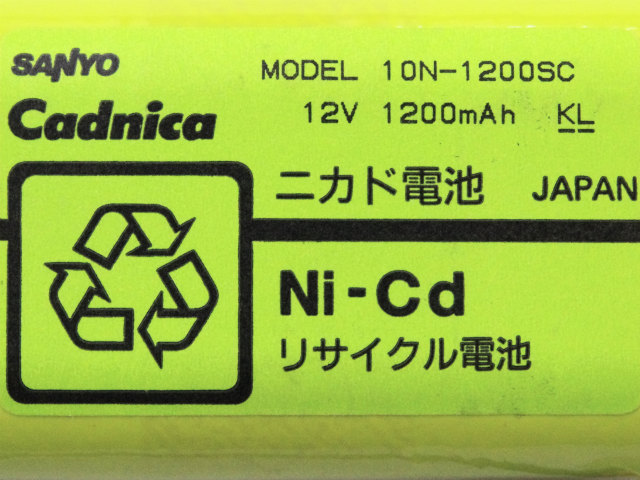 SANYO
Cadnica
MODEL 10N-1200SC
12V 1200mAh KL
ニカド電池 JAPAN
Ni-Cd
リサイクル電池